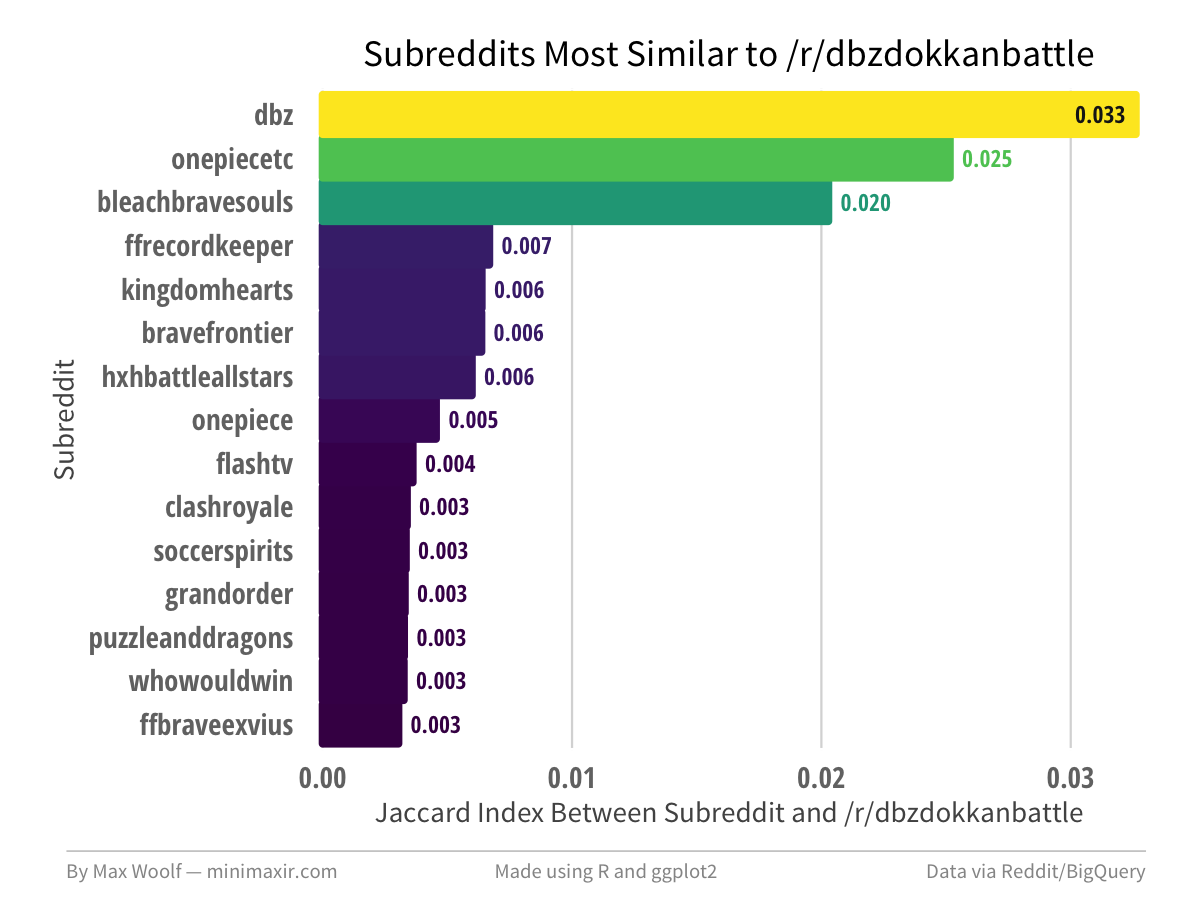 Subreddits Most Similar to /r/dbzdokkanbattle
dbz 0.033
onepiecetc 0.025
bleachbravesouls 0.020
ffrecordkeeper 0.007
kingdomhearts 0.006
bravefrontier 0.006
hxhbattleallstars 0.006
onepiece 0.005
flashtv 0.004
clashroyale 0.003
soccerspirits 0.003
grandorder 0.003
puzzleanddragons 0.003
whowouldwin 0.003
ffbraveexvius 0.003
Subreddit
0.00 0.01 0.02 0.03
Jaccard Index Between Subreddit and /r/dbzdokkanbattle
By Max Woolf — minimaxir.com Made using R and ggplot2 Data via Reddit/BigQuery